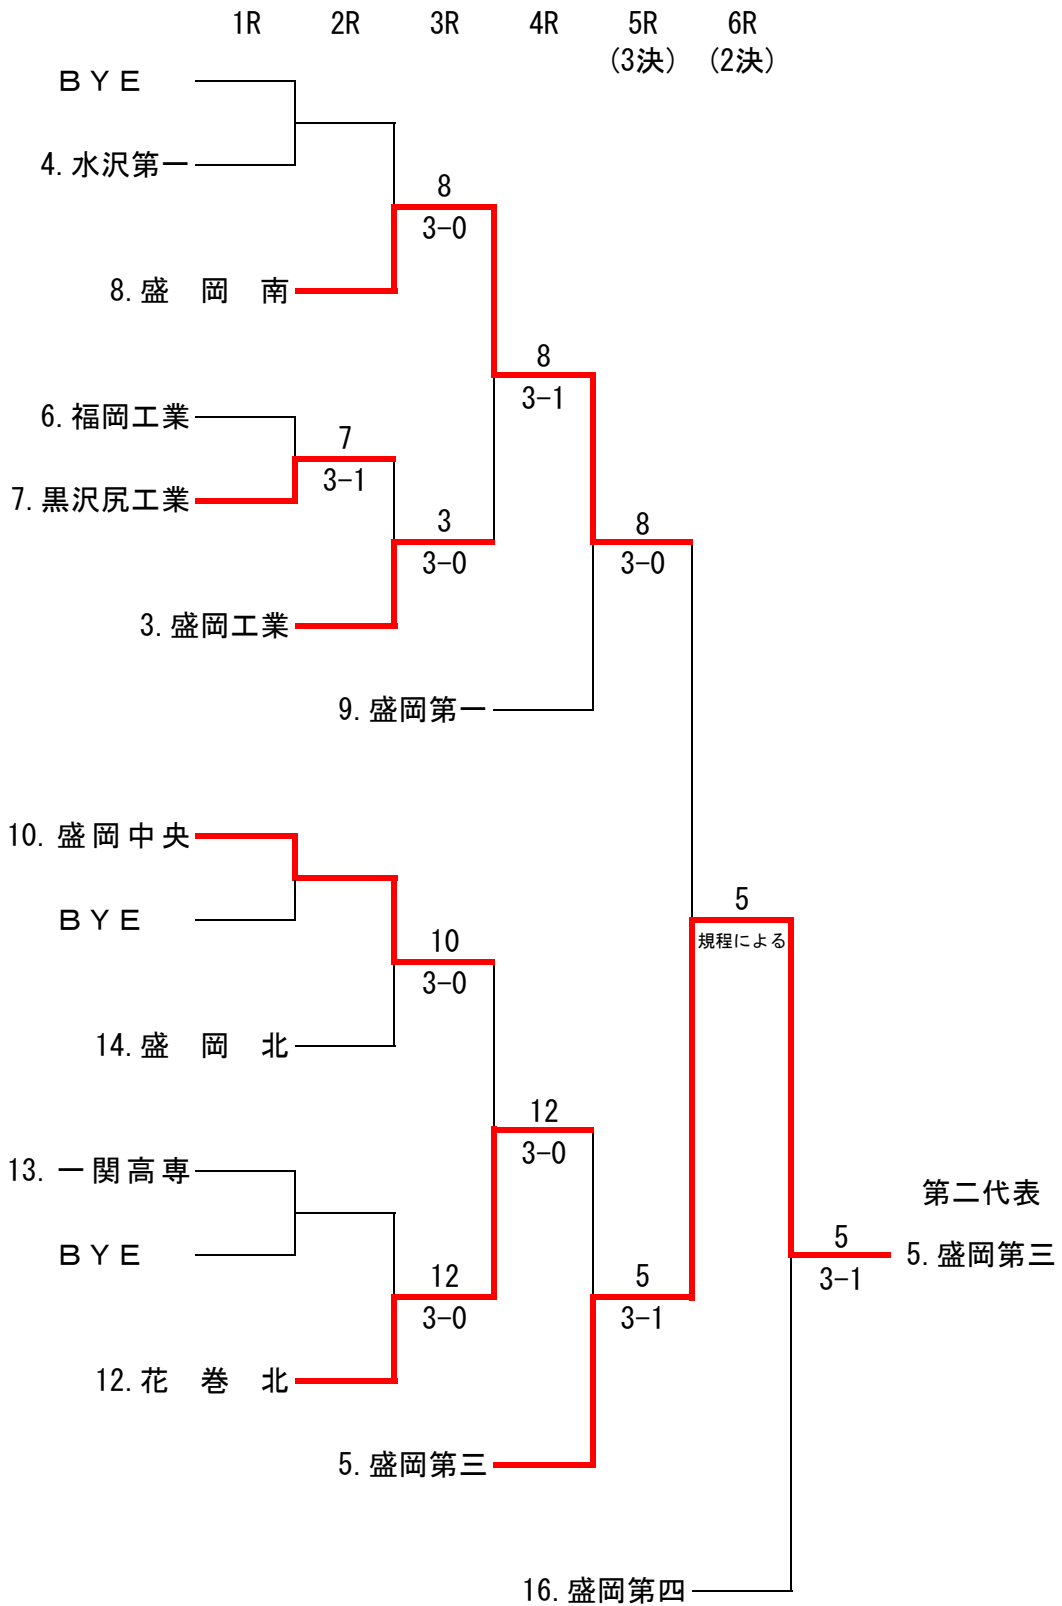 1R 2R 3R 4R 5R 6R
(3決) (2決)
ＢＹＥ
4. 水沢第一
8
3-0
8. 盛　岡　南
8
3-1
6. 福岡工業
7
3-1
7. 黒沢尻工業
3
3-0
8
3-0
3. 盛岡工業
9. 盛岡第一
10. 盛岡中央
5
規程による
ＢＹＥ
10
3-0
14. 盛　岡　北
12
3-0
13. 一関高専
第二代表
ＢＹＥ
5
3-1
5. 盛岡第三
12
3-0
5
3-1
12. 花　巻　北
5. 盛岡第三
16. 盛岡第四